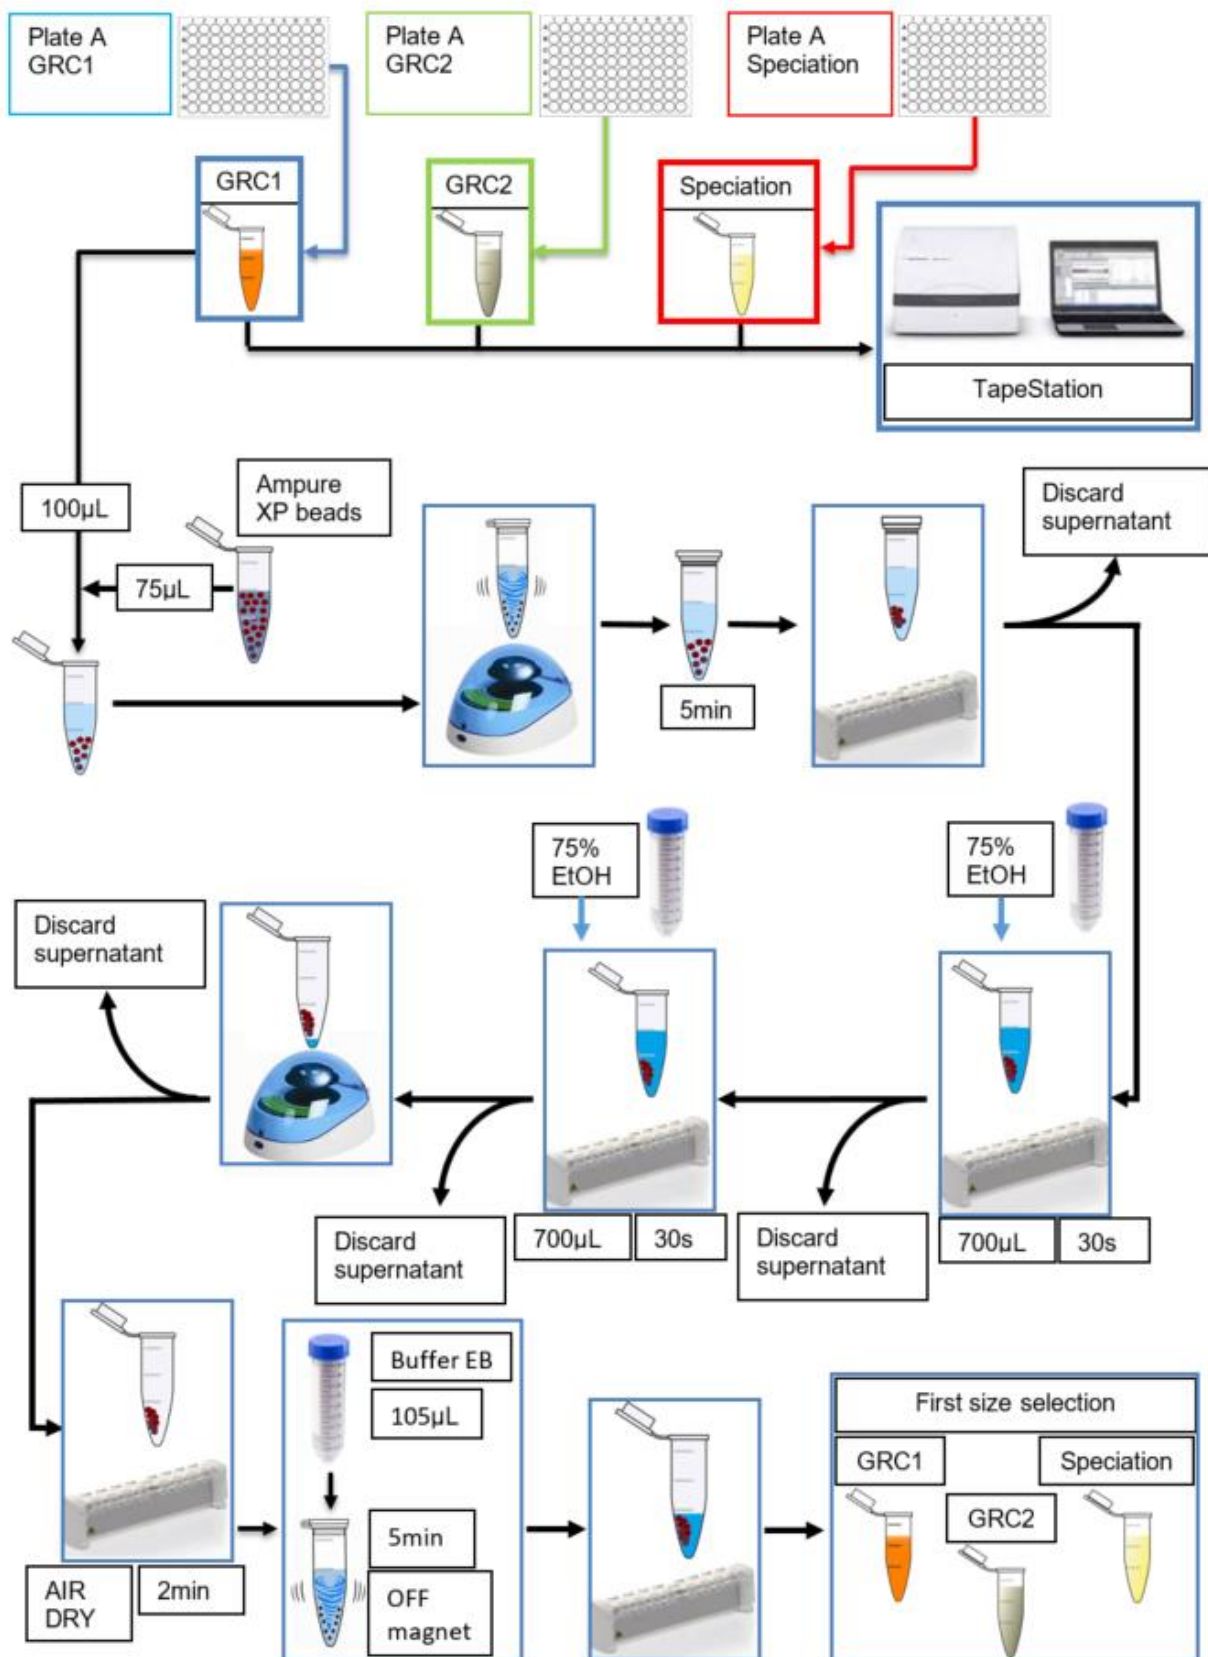 Plate A
GRC1
Plate A
GRC2
Plate A
Speciation
GRC1
GRC2
Speciation
TapeStation
100µL
Ampure
XP beads
75µL
5min
Discard
supernatant
75%
EtOH
75%
EtOH
Discard
supernatant
700µL
30s
700µL
30s
Discard
supernatant
Discard
supernatant
Buffer EB
105µL
5min
OFF
magnet
AIR
DRY
2min
First size selection
GRC1
Speciation
GRC2